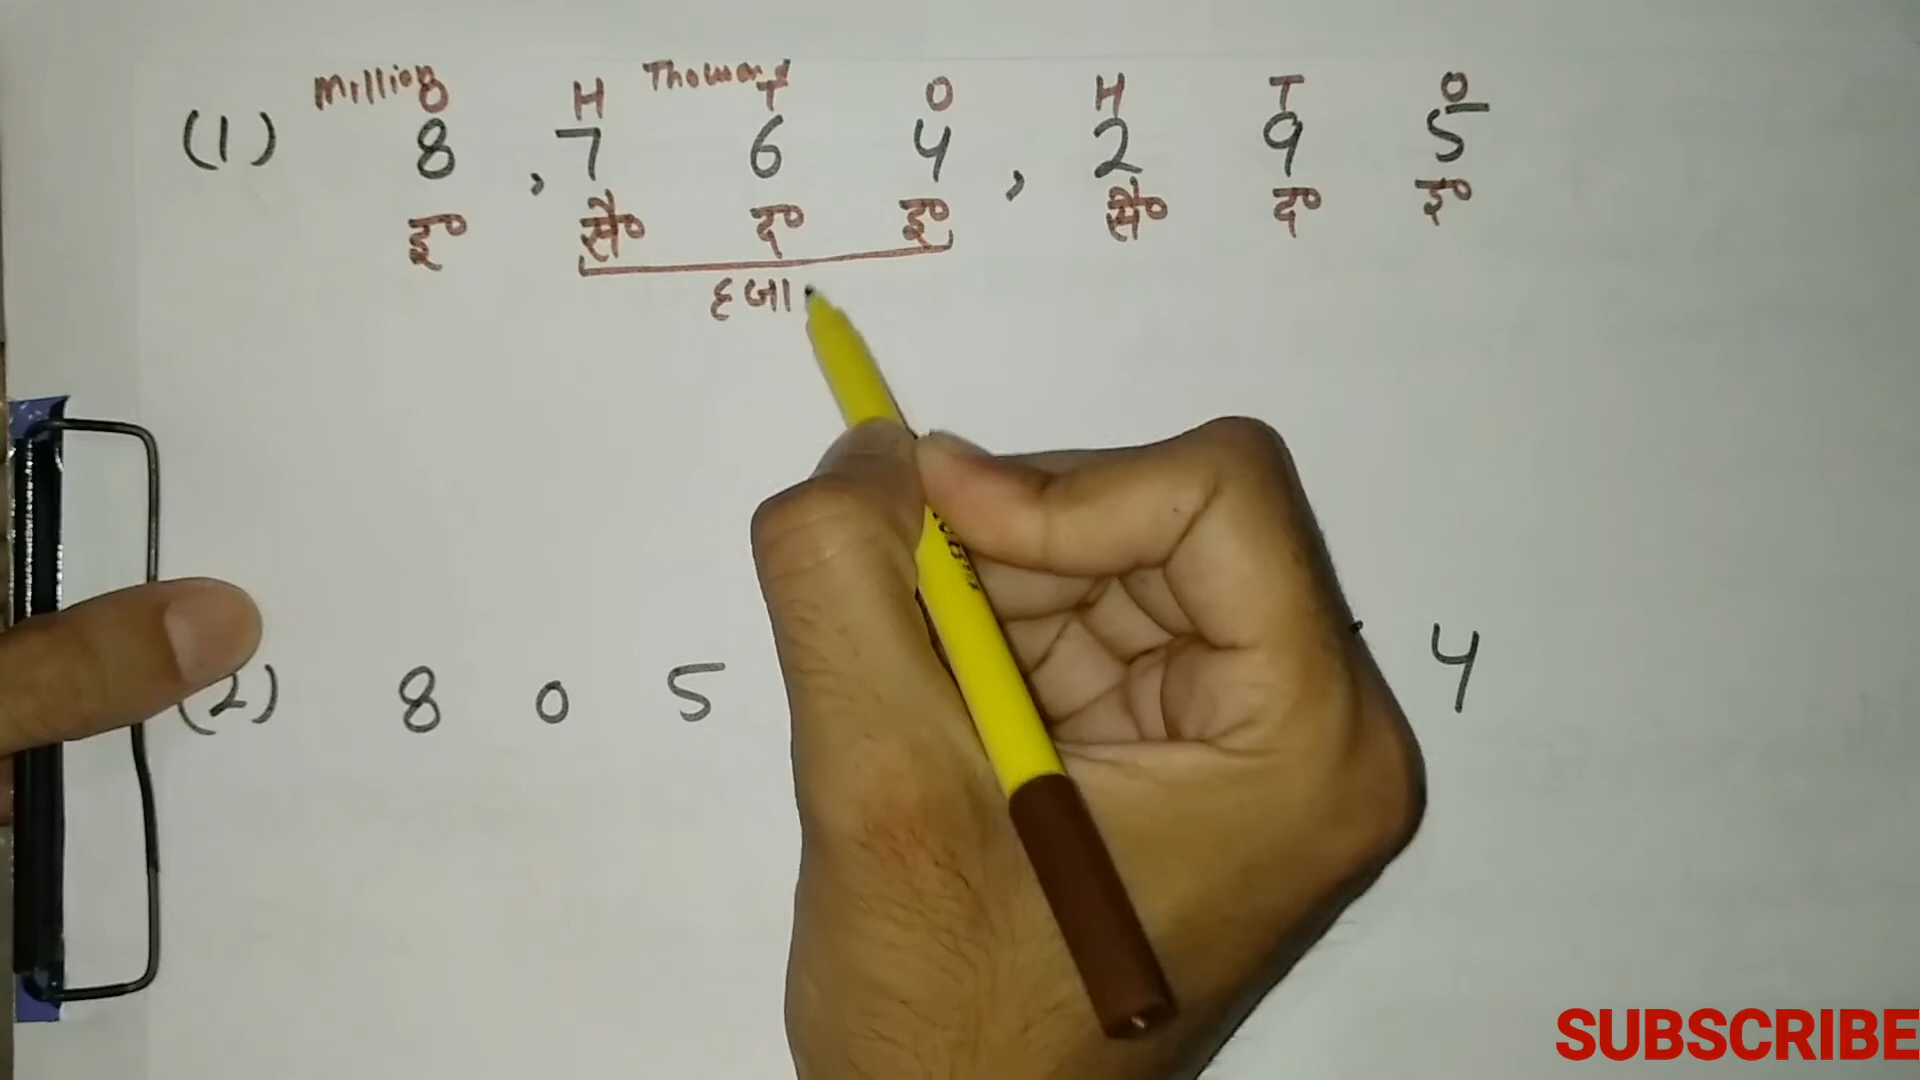 Million O H Thousand T O H T O
(1) 8 , 7 6 4 , 2 9 5
इ० सै० द० इ० सै० द० इ०
हजा
(2) 8 0 5 4
SUBSCRIBE